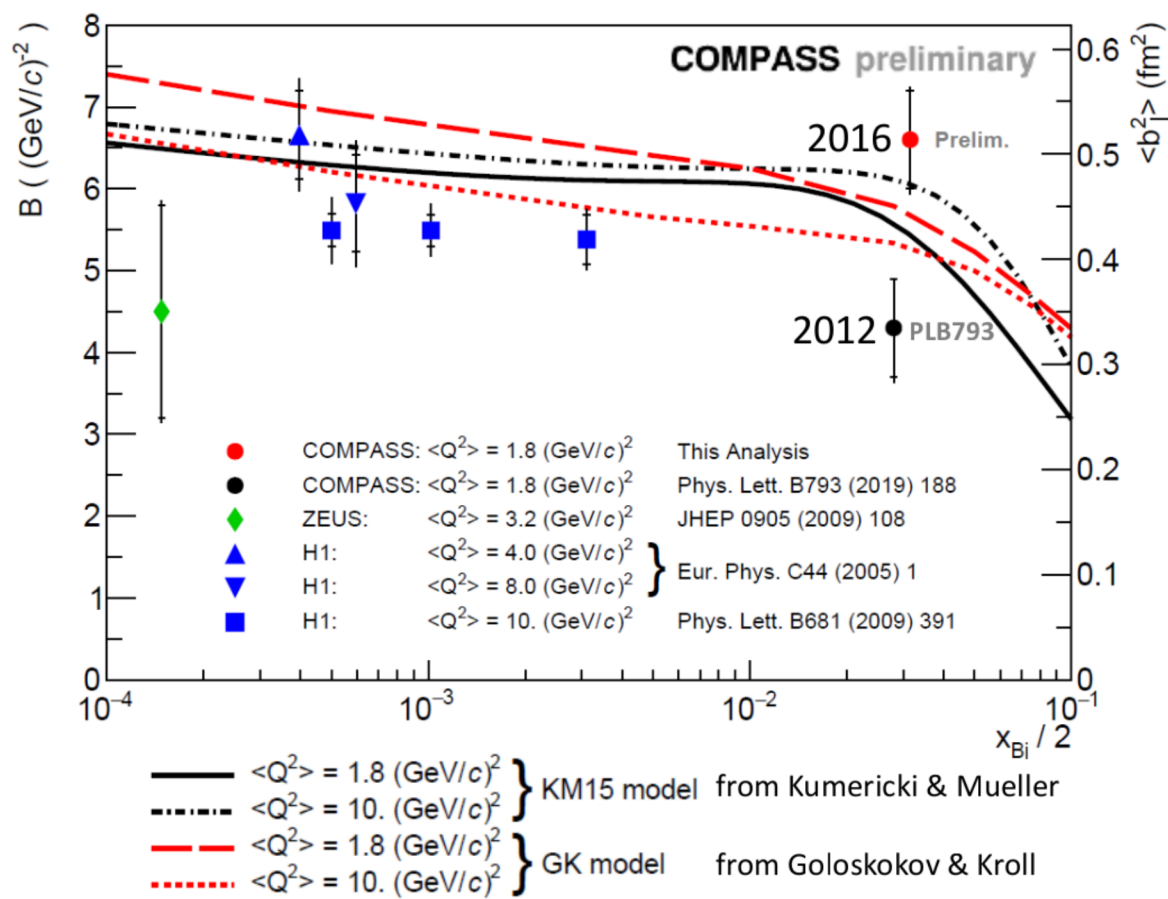 8
7
6
5
4
3
2
1
0
B ( (GeV/c)⁻² )
COMPASS preliminary
0.6
0.5
0.4
0.3
0.2
0.1
0
<b²⊥> (fm²)
2016 Prelim.
2012 PLB793
COMPASS: <Q²> = 1.8 (GeV/c)² This Analysis
COMPASS: <Q²> = 1.8 (GeV/c)² Phys. Lett. B793 (2019) 188
ZEUS: <Q²> = 3.2 (GeV/c)² JHEP 0905 (2009) 108
H1: <Q²> = 4.0 (GeV/c)²
H1: <Q²> = 8.0 (GeV/c)² } Eur. Phys. C44 (2005) 1
H1: <Q²> = 10. (GeV/c)² Phys. Lett. B681 (2009) 391
10⁻⁴ 10⁻³ 10⁻² 10⁻¹
x_Bj / 2
<Q²> = 1.8 (GeV/c)²
<Q²> = 10. (GeV/c)² } KM15 model from Kumericki & Mueller
<Q²> = 1.8 (GeV/c)²
<Q²> = 10. (GeV/c)² } GK model from Goloskokov & Kroll